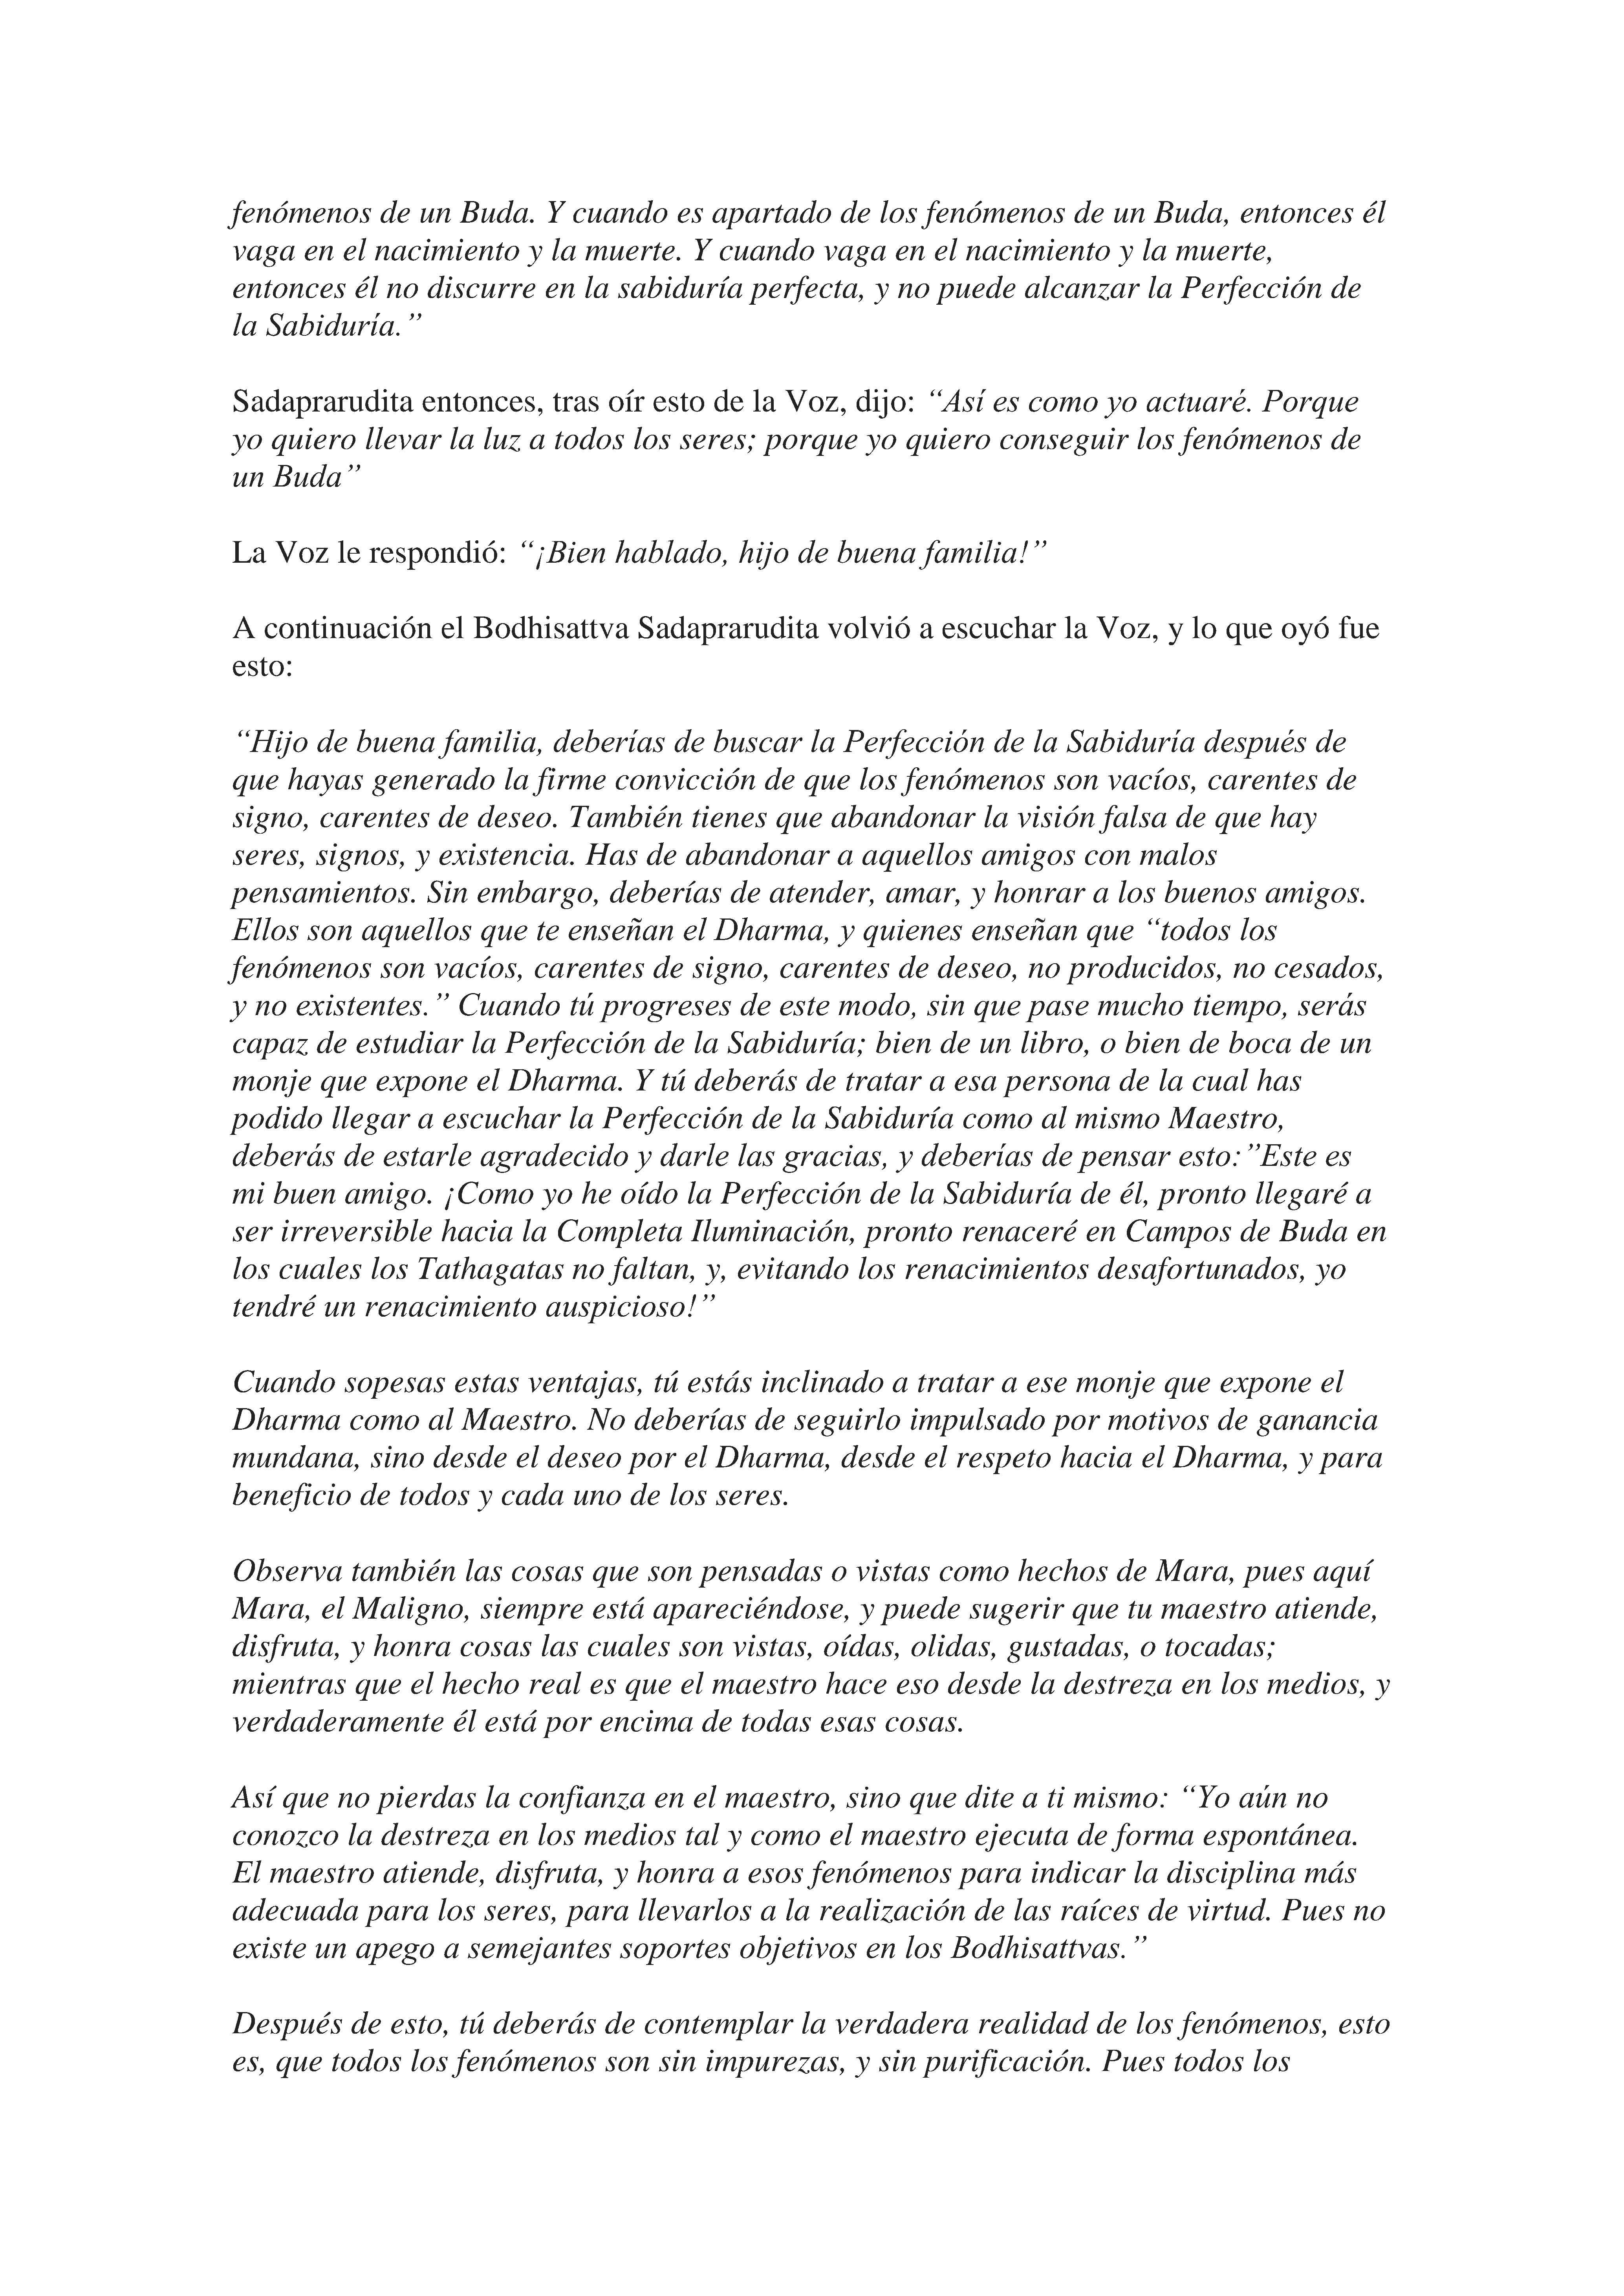 fenómenos de un Buda. Y cuando es apartado de los fenómenos de un Buda, entonces él
vaga en el nacimiento y la muerte. Y cuando vaga en el nacimiento y la muerte,
entonces él no discurre en la sabiduría perfecta, y no puede alcanzar la Perfección de
la Sabiduría.”
Sadaprarudita entonces, tras oír esto de la Voz, dijo: “Así es como yo actuaré. Porque
yo quiero llevar la luz a todos los seres; porque yo quiero conseguir los fenómenos de
un Buda”
La Voz le respondió: “¡Bien hablado, hijo de buena familia!”
A continuación el Bodhisattva Sadaprarudita volvió a escuchar la Voz, y lo que oyó fue
esto:
“Hijo de buena familia, deberías de buscar la Perfección de la Sabiduría después de
que hayas generado la firme convicción de que los fenómenos son vacíos, carentes de
signo, carentes de deseo. También tienes que abandonar la visión falsa de que hay
seres, signos, y existencia. Has de abandonar a aquellos amigos con malos
pensamientos. Sin embargo, deberías de atender, amar, y honrar a los buenos amigos.
Ellos son aquellos que te enseñan el Dharma, y quienes enseñan que “todos los
fenómenos son vacíos, carentes de signo, carentes de deseo, no producidos, no cesados,
y no existentes.” Cuando tú progreses de este modo, sin que pase mucho tiempo, serás
capaz de estudiar la Perfección de la Sabiduría; bien de un libro, o bien de boca de un
monje que expone el Dharma. Y tú deberás de tratar a esa persona de la cual has
podido llegar a escuchar la Perfección de la Sabiduría como al mismo Maestro,
deberás de estarle agradecido y darle las gracias, y deberías de pensar esto:”Este es
mi buen amigo. ¡Como yo he oído la Perfección de la Sabiduría de él, pronto llegaré a
ser irreversible hacia la Completa Iluminación, pronto renaceré en Campos de Buda en
los cuales los Tathagatas no faltan, y, evitando los renacimientos desafortunados, yo
tendré un renacimiento auspicioso!”
Cuando sopesas estas ventajas, tú estás inclinado a tratar a ese monje que expone el
Dharma como al Maestro. No deberías de seguirlo impulsado por motivos de ganancia
mundana, sino desde el deseo por el Dharma, desde el respeto hacia el Dharma, y para
beneficio de todos y cada uno de los seres.
Observa también las cosas que son pensadas o vistas como hechos de Mara, pues aquí
Mara, el Maligno, siempre está apareciéndose, y puede sugerir que tu maestro atiende,
disfruta, y honra cosas las cuales son vistas, oídas, olidas, gustadas, o tocadas;
mientras que el hecho real es que el maestro hace eso desde la destreza en los medios, y
verdaderamente él está por encima de todas esas cosas.
Así que no pierdas la confianza en el maestro, sino que dite a ti mismo: “Yo aún no
conozco la destreza en los medios tal y como el maestro ejecuta de forma espontánea.
El maestro atiende, disfruta, y honra a esos fenómenos para indicar la disciplina más
adecuada para los seres, para llevarlos a la realización de las raíces de virtud. Pues no
existe un apego a semejantes soportes objetivos en los Bodhisattvas.”
Después de esto, tú deberás de contemplar la verdadera realidad de los fenómenos, esto
es, que todos los fenómenos son sin impurezas, y sin purificación. Pues todos los